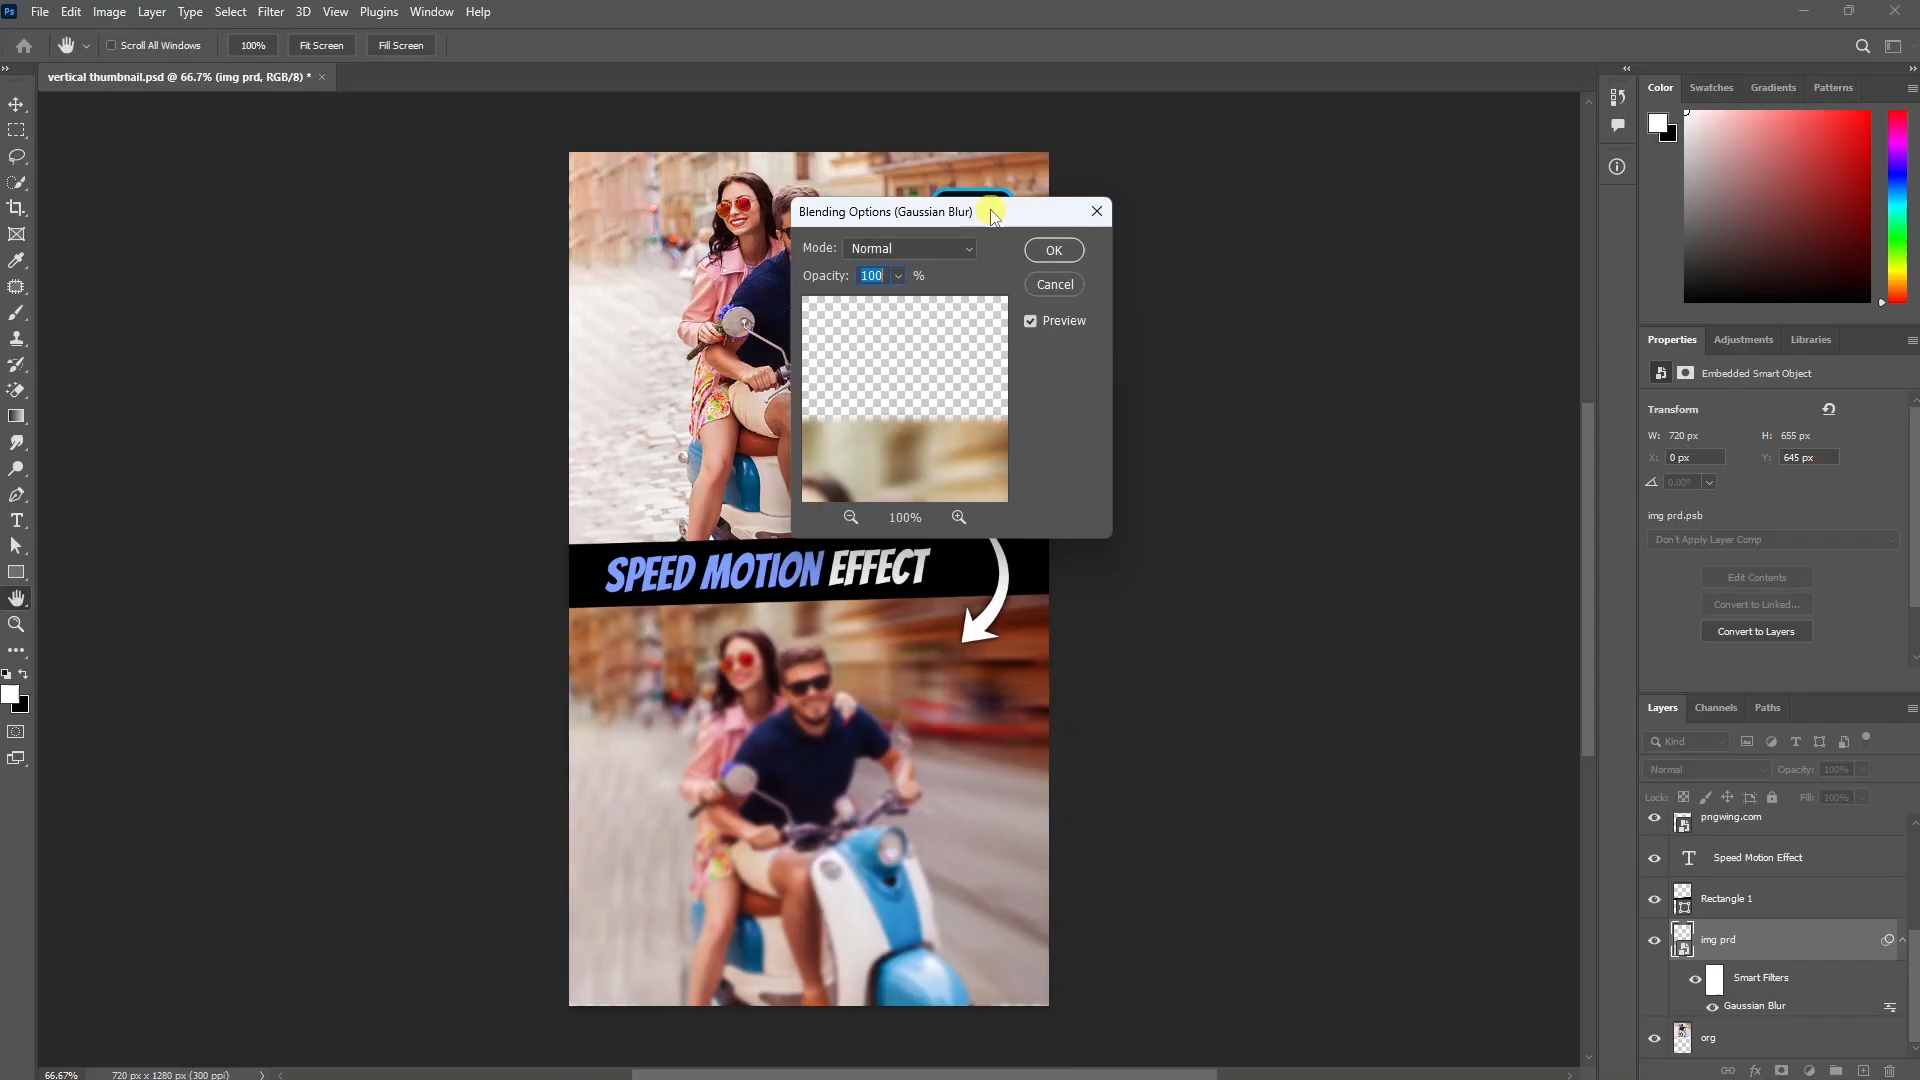 Ps File Edit Image Layer Type Select Filter 3D View Plugins Window Help
Scroll All Windows 100% Fit Screen Fill Screen
vertical thumbnail.psd @ 66.7% (img prd, RGB/8) *
Color Swatches Gradients Patterns
Blending Options (Gaussian Blur)
Mode: Normal
OK
Opacity: 100 %
Cancel
Preview
100%
SPEED MOTION EFFECT
Properties Adjustments Libraries
Embedded Smart Object
Transform
W: 720 px H: 655 px
X: 0 px Y: 645 px
0.00°
img prd.psb
Don't Apply Layer Comp
Edit Contents
Convert to Linked...
Convert to Layers
Layers Channels Paths
Kind
Normal Opacity: 100%
Lock: Fill: 100%
pngwing.com
T Speed Motion Effect
Rectangle 1
img prd
Smart Filters
Gaussian Blur
org
66.67% 720 px x 1280 px (300 ppi)